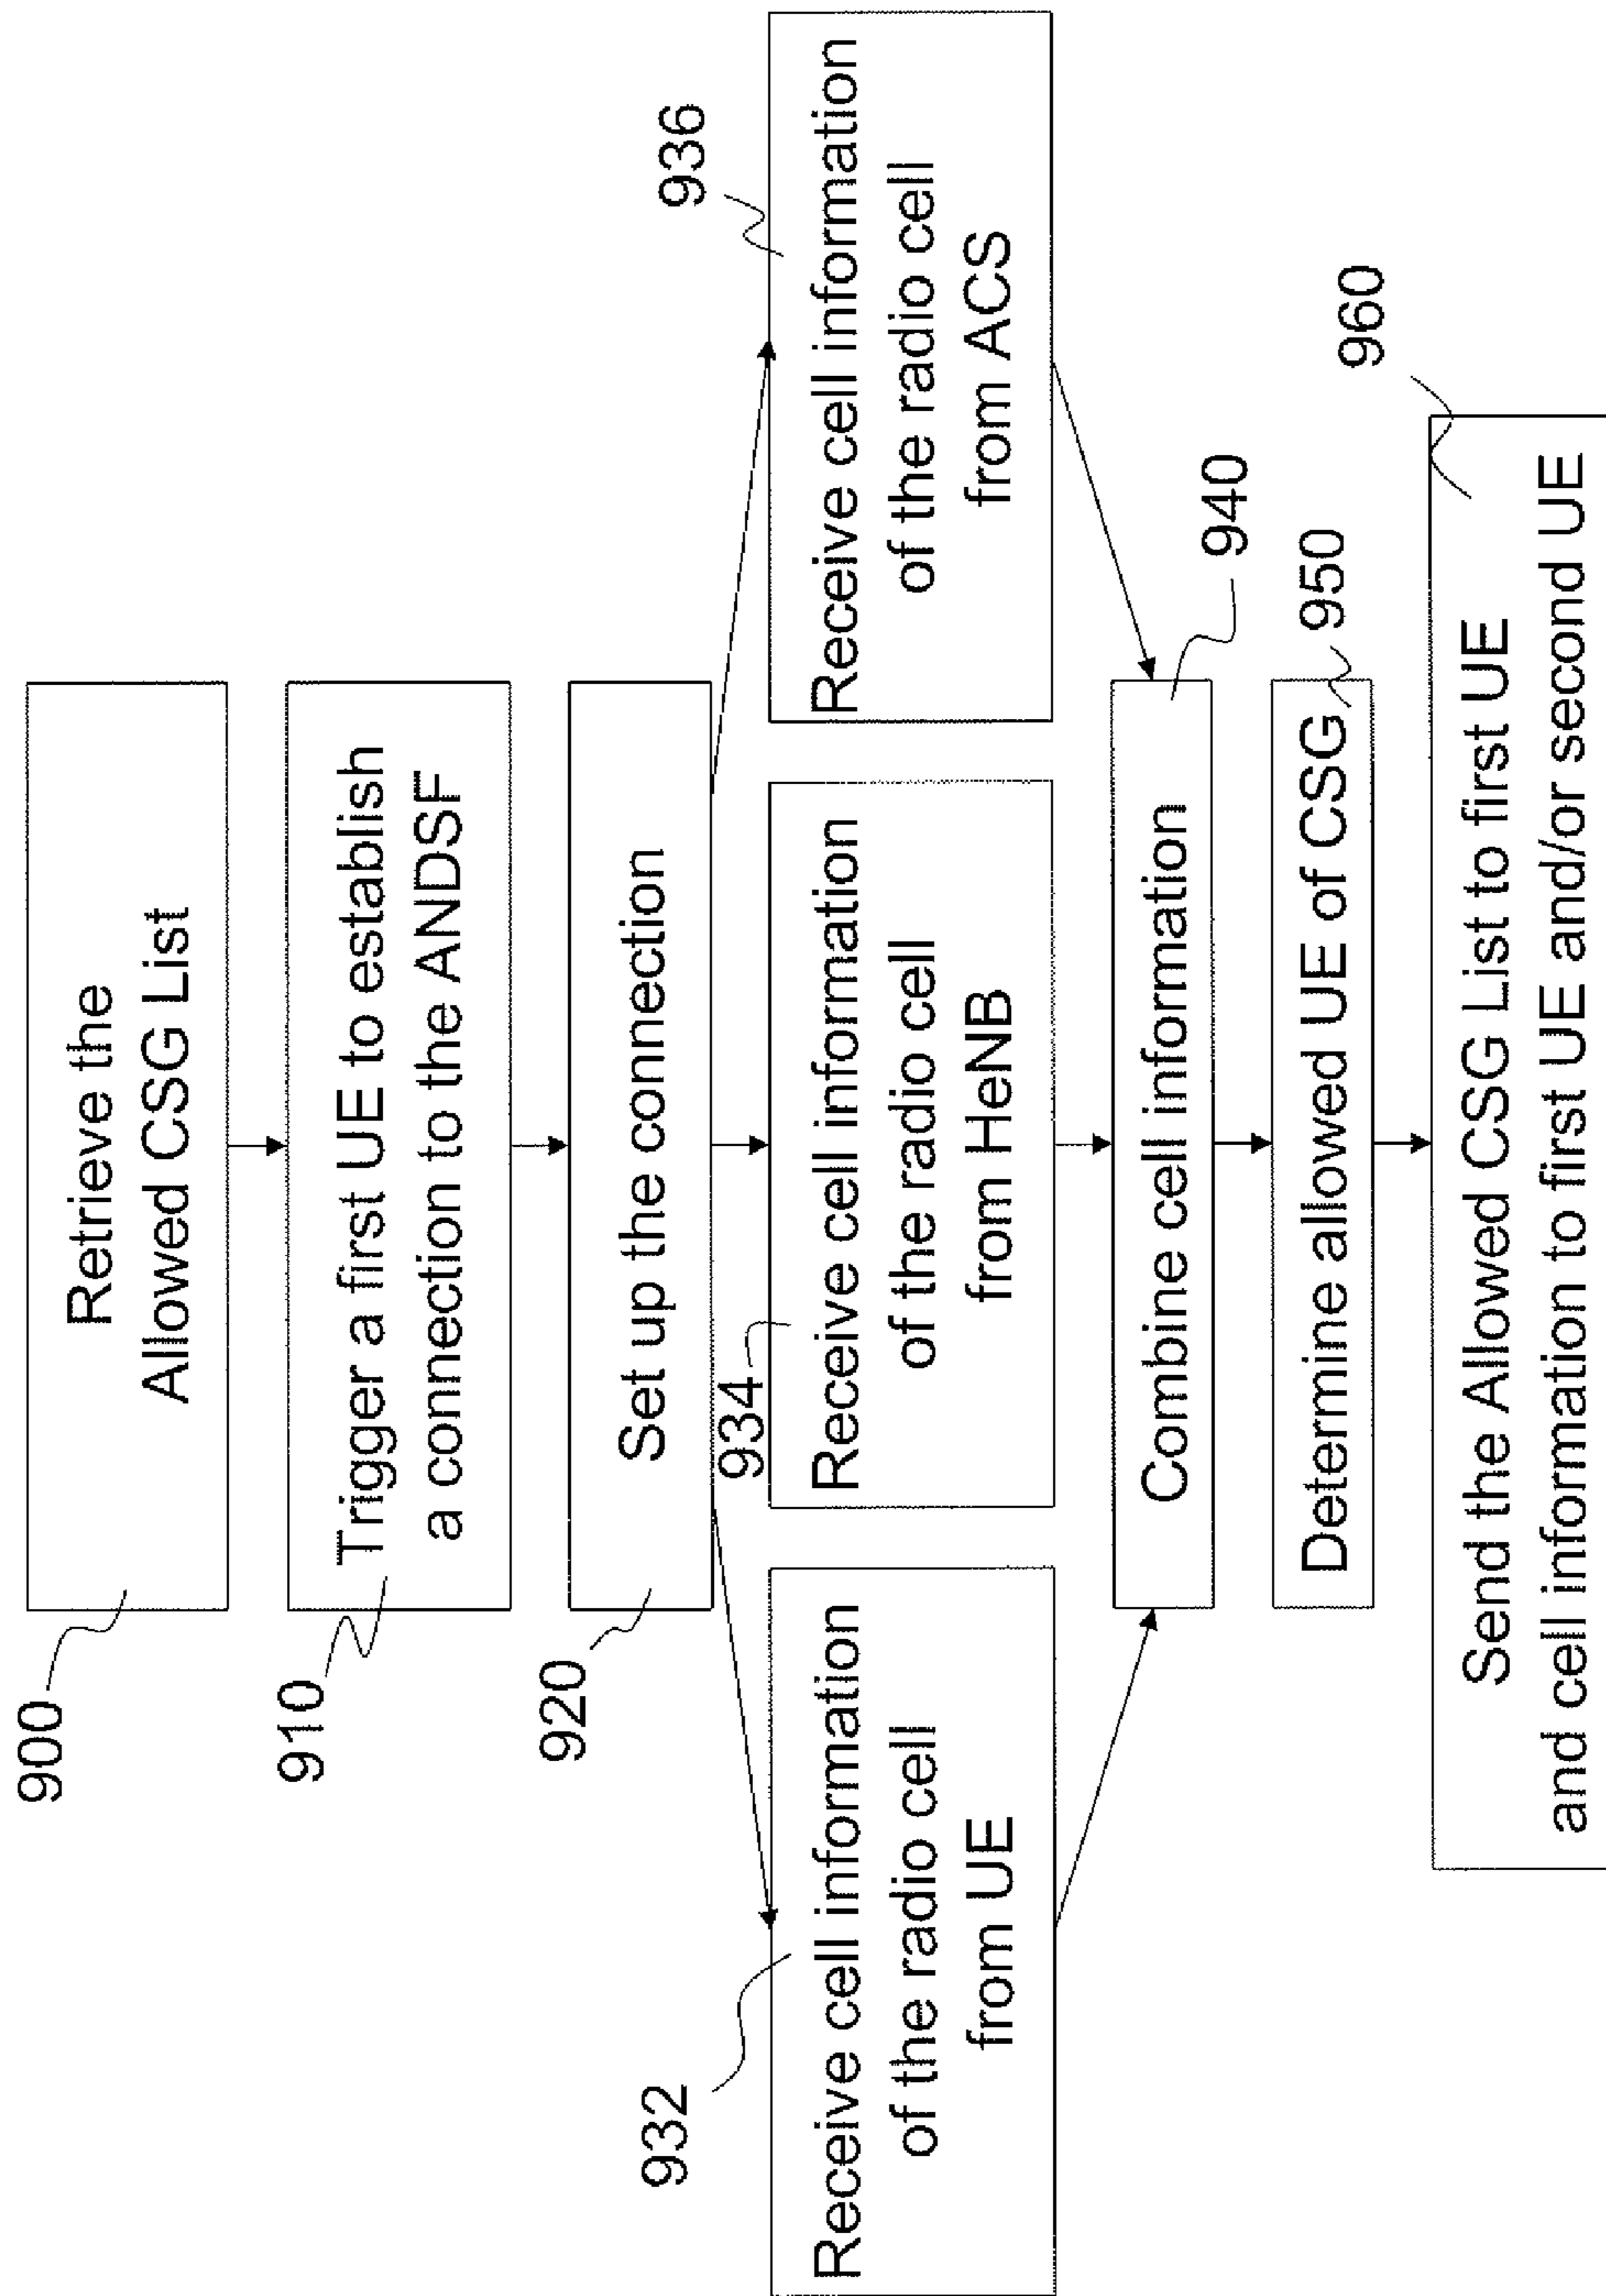 900
Retrieve the
Allowed CSG List
910
Trigger a first UE to establish
a connection to the ANDSF
920
Set up the connection
932
Receive cell information
of the radio cell
from UE
934
Receive cell information
of the radio cell
from HeNB
936
Receive cell information
of the radio cell
from ACS
940
Combine cell information
950
Determine allowed UE of CSG
960
Send the Allowed CSG List to first UE
and cell information to first UE and/or second UE